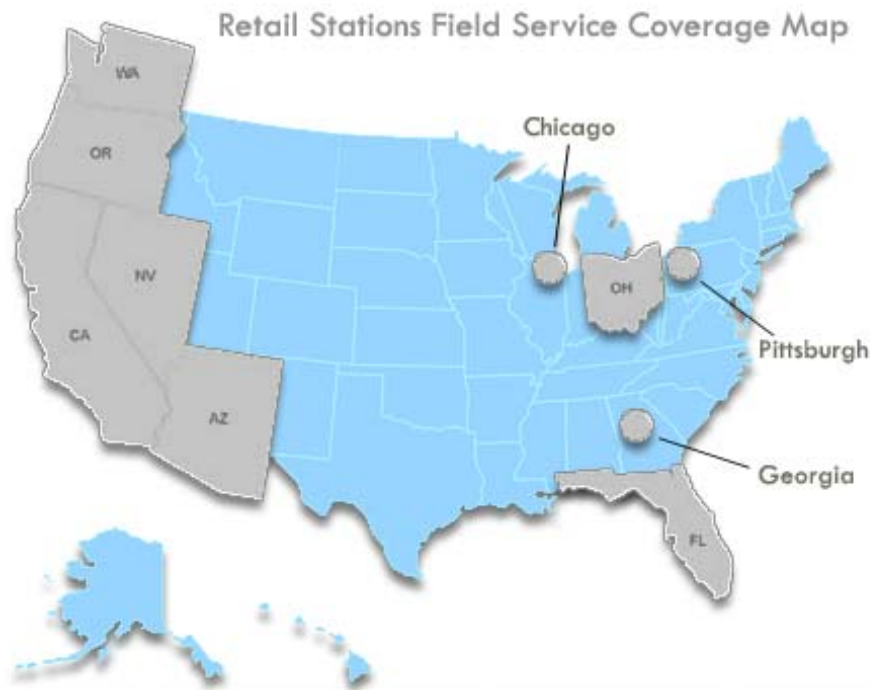 Retail Stations Field Service Coverage Map
WA
Chicago
OR
NV
OH
CA
Pittsburgh
AZ
Georgia
FL